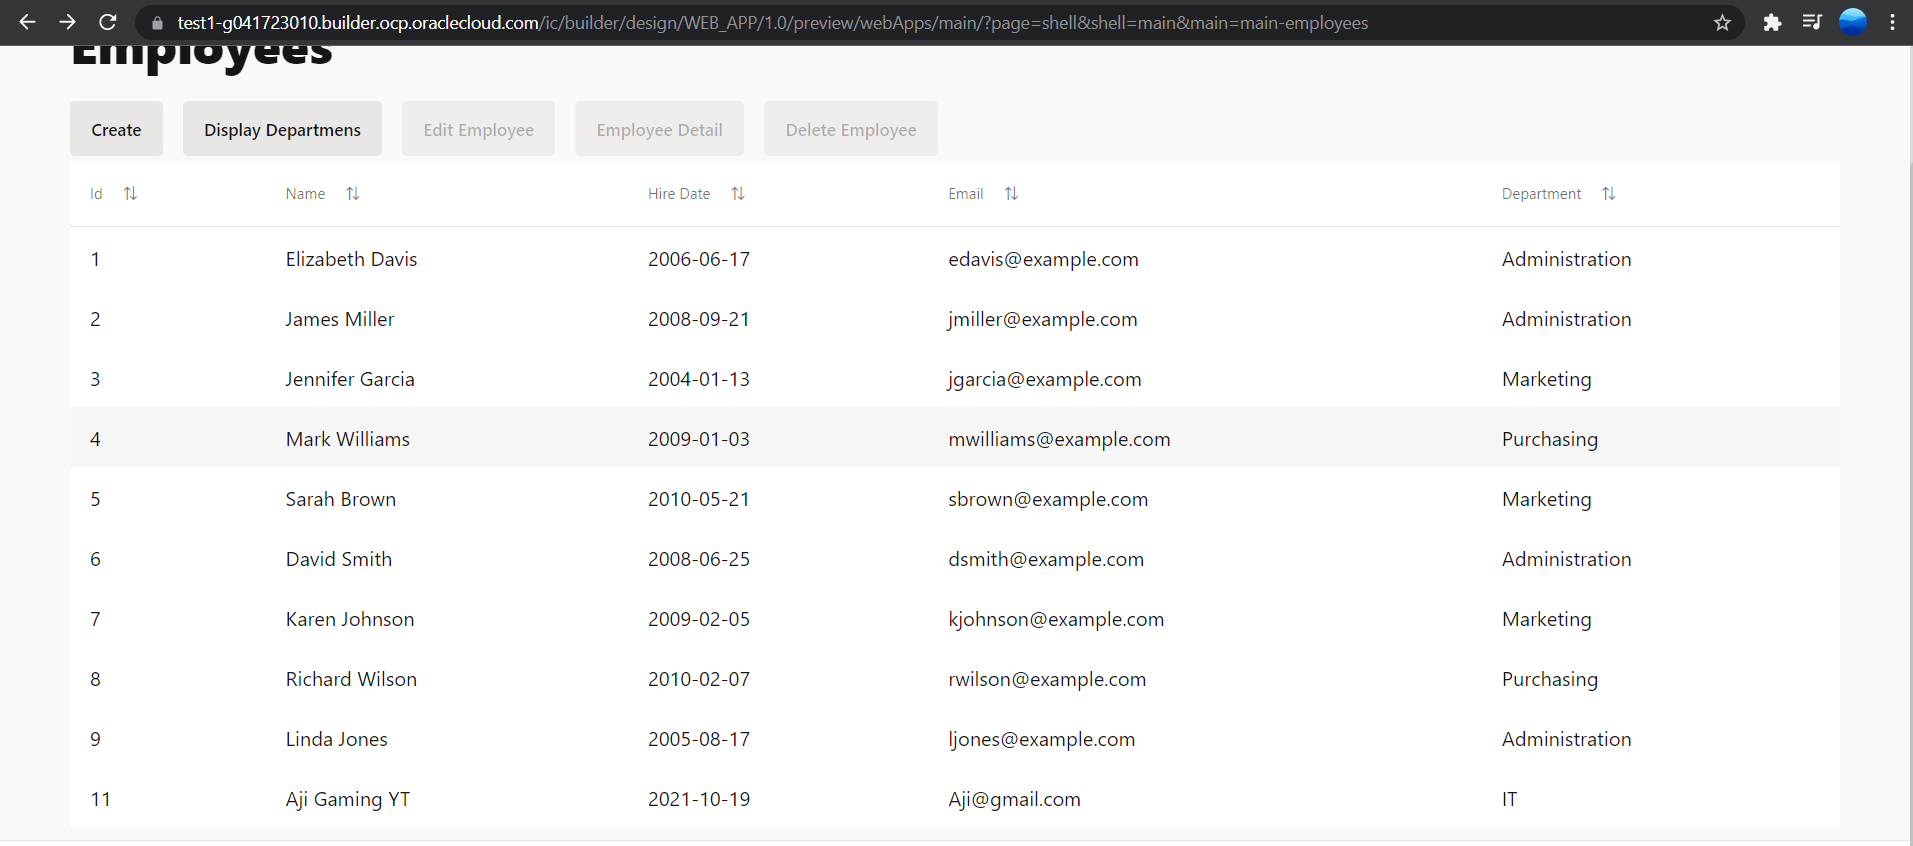 test1-g041723010.builder.ocp.oraclecloud.com/ic/builder/design/WEB_APP/1.0/preview/webApps/main/?page=shell&shell=main&main=main-employees
Employees
Create Display Departmens Edit Employee Employee Detail Delete Employee
Id Name Hire Date Email Department
1 Elizabeth Davis 2006-06-17 edavis@example.com Administration
2 James Miller 2008-09-21 jmiller@example.com Administration
3 Jennifer Garcia 2004-01-13 jgarcia@example.com Marketing
4 Mark Williams 2009-01-03 mwilliams@example.com Purchasing
5 Sarah Brown 2010-05-21 sbrown@example.com Marketing
6 David Smith 2008-06-25 dsmith@example.com Administration
7 Karen Johnson 2009-02-05 kjohnson@example.com Marketing
8 Richard Wilson 2010-02-07 rwilson@example.com Purchasing
9 Linda Jones 2005-08-17 ljones@example.com Administration
11 Aji Gaming YT 2021-10-19 Aji@gmail.com IT